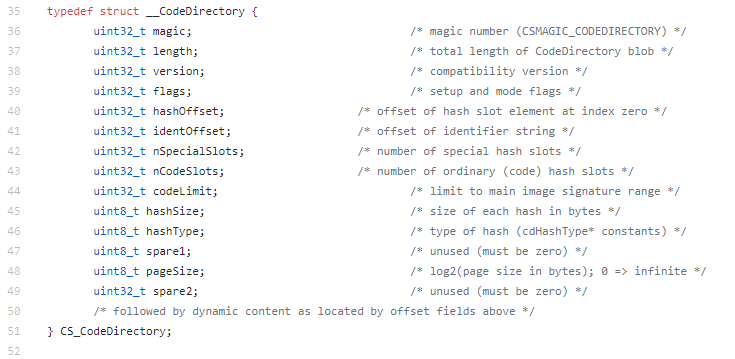 35 typedef struct __CodeDirectory {
36 uint32_t magic; /* magic number (CSMAGIC_CODEDIRECTORY) */
37 uint32_t length; /* total length of CodeDirectory blob */
38 uint32_t version; /* compatibility version */
39 uint32_t flags; /* setup and mode flags */
40 uint32_t hashOffset; /* offset of hash slot element at index zero */
41 uint32_t identOffset; /* offset of identifier string */
42 uint32_t nSpecialSlots; /* number of special hash slots */
43 uint32_t nCodeSlots; /* number of ordinary (code) hash slots */
44 uint32_t codeLimit; /* limit to main image signature range */
45 uint8_t hashSize; /* size of each hash in bytes */
46 uint8_t hashType; /* type of hash (cdHashType* constants) */
47 uint8_t spare1; /* unused (must be zero) */
48 uint8_t pageSize; /* log2(page size in bytes); 0 => infinite */
49 uint32_t spare2; /* unused (must be zero) */
50 /* followed by dynamic content as located by offset fields above */
51 } CS_CodeDirectory;
52